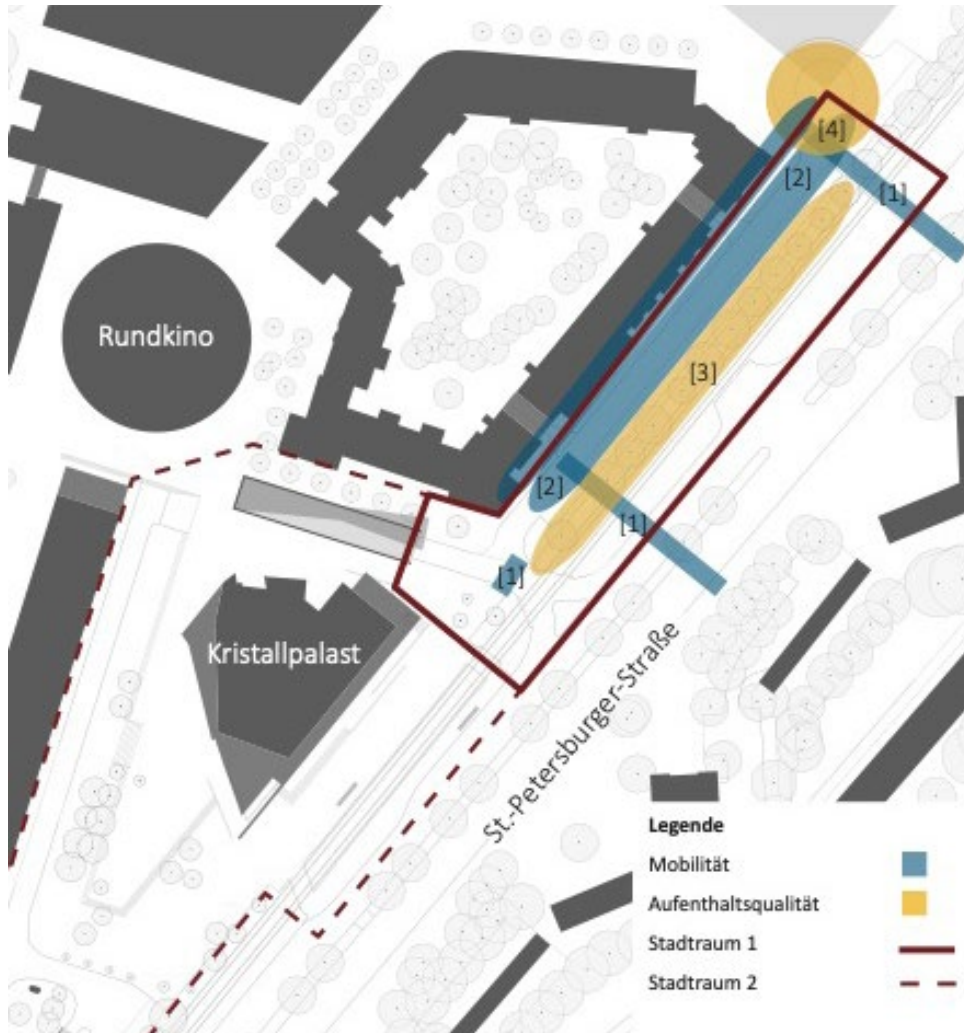 [4]
[2]
[1]
Rundkino
[3]
[2]
[1]
[1]
Kristallpalast
St.-Petersburger-Straße
Legende
Mobilität
Aufenthaltsqualität
Stadtraum 1
Stadtraum 2